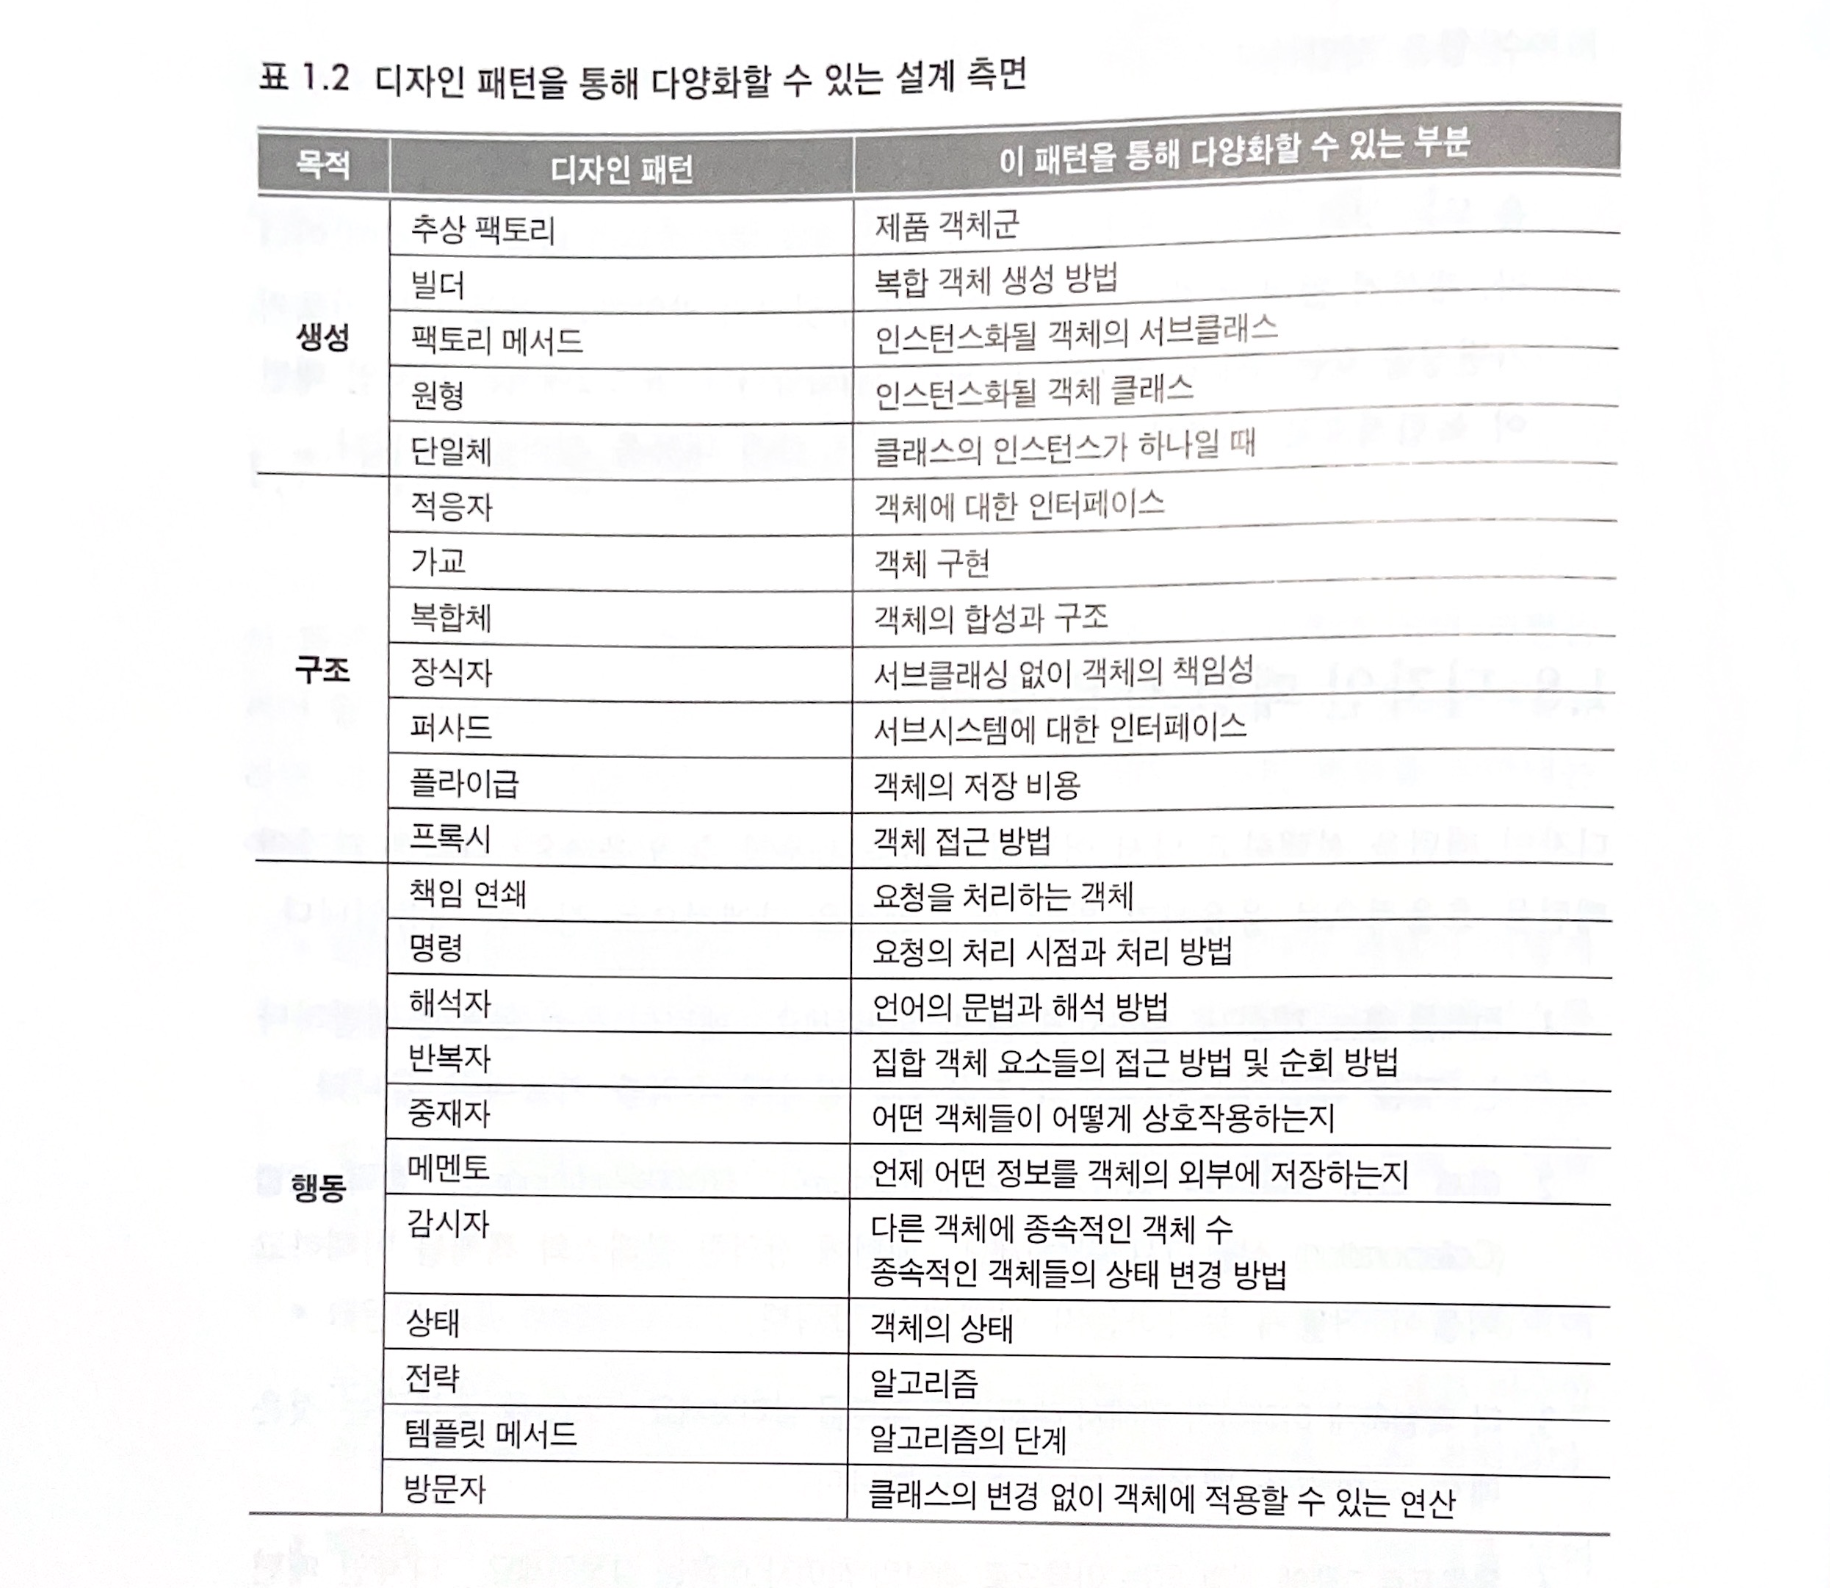 표 1.2 디자인 패턴을 통해 다양화할 수 있는 설계 측면
목적 디자인 패턴 이 패턴을 통해 다양화할 수 있는 부분
추상 팩토리 제품 객체군
빌더 복합 객체 생성 방법
생성 팩토리 메서드 인스턴스화될 객체의 서브클래스
원형 인스턴스화될 객체 클래스
단일체 클래스의 인스턴스가 하나일 때
적응자 객체에 대한 인터페이스
가교 객체 구현
복합체 객체의 합성과 구조
구조 장식자 서브클래싱 없이 객체의 책임성
퍼사드 서브시스템에 대한 인터페이스
플라이급 객체의 저장 비용
프록시 객체 접근 방법
책임 연쇄 요청을 처리하는 객체
명령 요청의 처리 시점과 처리 방법
해석자 언어의 문법과 해석 방법
반복자 집합 객체 요소들의 접근 방법 및 순회 방법
중재자 어떤 객체들이 어떻게 상호작용하는지
행동 메멘토 언제 어떤 정보를 객체의 외부에 저장하는지
감시자 다른 객체에 종속적인 객체 수
종속적인 객체들의 상태 변경 방법
상태 객체의 상태
전략 알고리즘
템플릿 메서드 알고리즘의 단계
방문자 클래스의 변경 없이 객체에 적용할 수 있는 연산